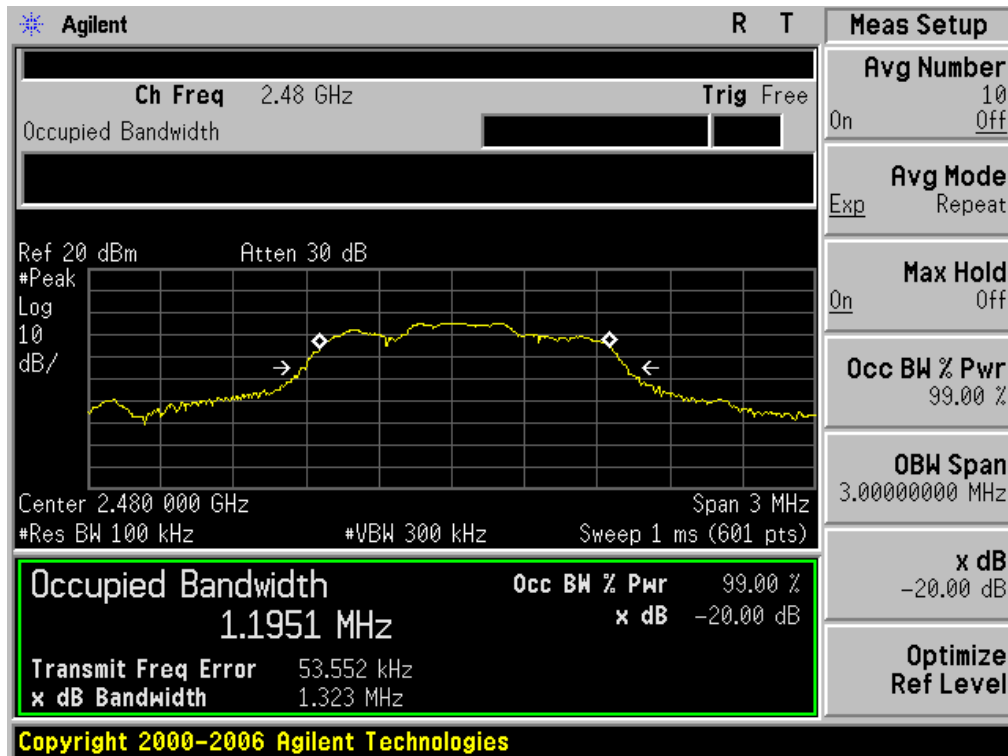 Agilent R T
Ch Freq 2.48 GHz Trig Free
Occupied Bandwidth
Ref 20 dBm Atten 30 dB
#Peak
Log
10
dB/
Center 2.480 000 GHz Span 3 MHz
#Res BW 100 kHz #VBW 300 kHz Sweep 1 ms (601 pts)
Occupied Bandwidth Occ BW % Pwr 99.00 %
1.1951 MHz x dB -20.00 dB
Transmit Freq Error 53.552 kHz
x dB Bandwidth 1.323 MHz
Meas Setup
Avg Number
10
On Off
Avg Mode
Exp Repeat
Max Hold
On Off
Occ BW % Pwr
99.00 %
OBW Span
3.00000000 MHz
x dB
-20.00 dB
Optimize
Ref Level
Copyright 2000-2006 Agilent Technologies